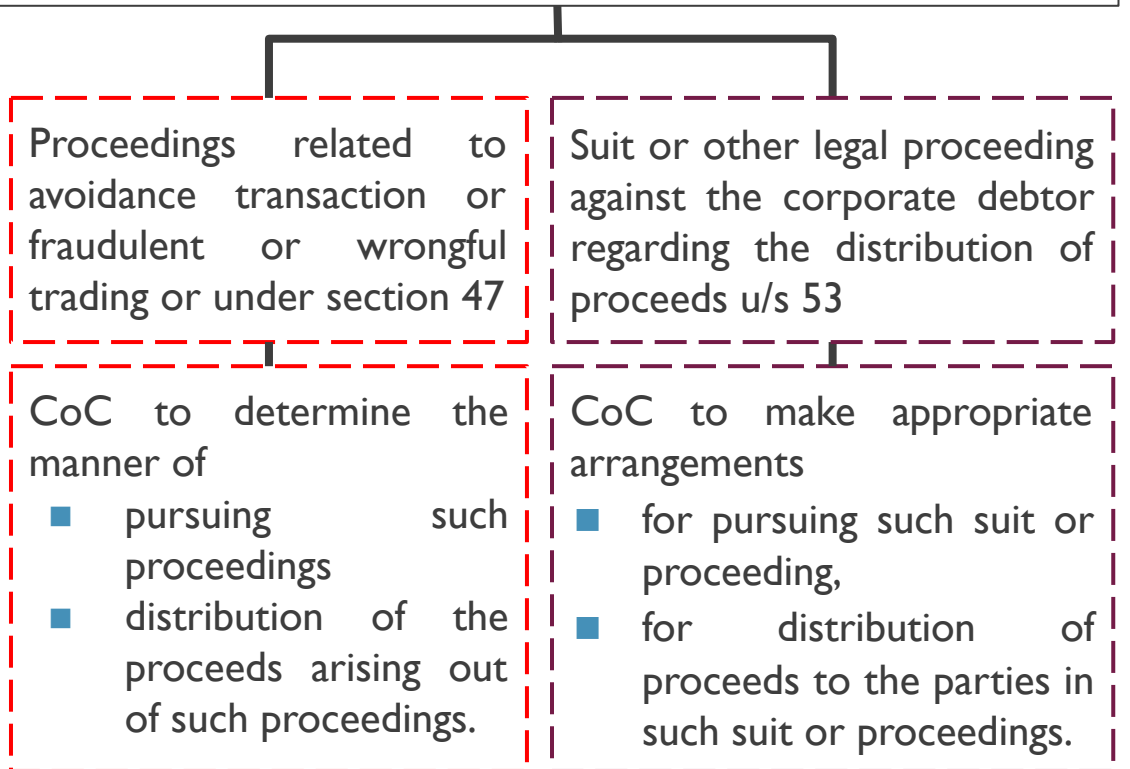 Proceedings related to
avoidance transaction or
fraudulent or wrongful
trading or under section 47
Suit or other legal proceeding
against the corporate debtor
regarding the distribution of
proceeds u/s 53
CoC to determine the
manner of
■ pursuing such
proceedings
■ distribution of the
proceeds arising out
of such proceedings.
CoC to make appropriate
arrangements
■ for pursuing such suit or
proceeding,
■ for distribution of
proceeds to the parties in
such suit or proceedings.